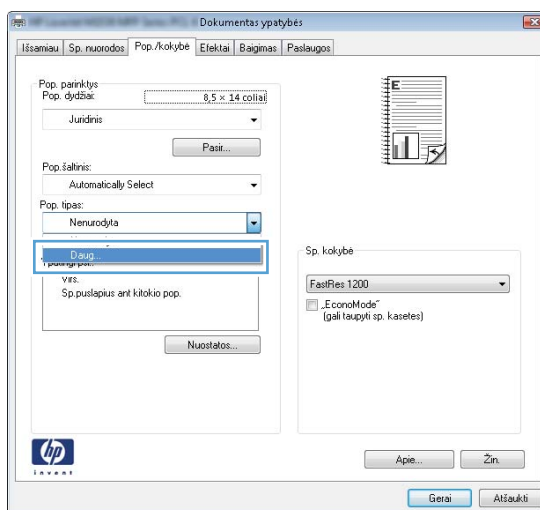 Dokumentas ypatybės
Išsamiau Sp. nuorodos Pop./kokybė Efektai Baigimas Paslaugos
Pop. parinktys
Pop. dydžiai:
8,5 × 14 coliai
Juridinis
Pasir...
Pop.šaltinis:
Automatically Select
Pop. tipas:
Nenurodyta
Daug...
Virš.
Sp.puslapius ant kitokio pop.
Nuostatos...
E
Sp. kokybė
FastRes 1200
„EconoMode“
(gali taupyti sp. kasetes)
hp
invent
Apie... Žin.
Gerai Atšaukti